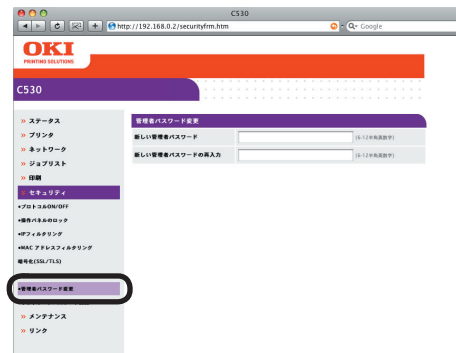 C530
http://192.168.0.2/securityfrm.htm
Google
OKI
PRINTING SOLUTIONS
C530
» ステータス
» プリンタ
» ネットワーク
» ジョブリスト
» 印刷
» セキュリティ
•プロトコルON/OFF
•操作パネルのロック
•IPフィルタリング
•MAC アドレスフィルタリング
暗号化(SSL/TLS)
•管理者パスワード変更
» メンテナンス
» リンク
管理者パスワード変更
新しい管理者パスワード
(6-12半角英数字)
新しい管理者パスワードの再入力
(6-12半角英数字)